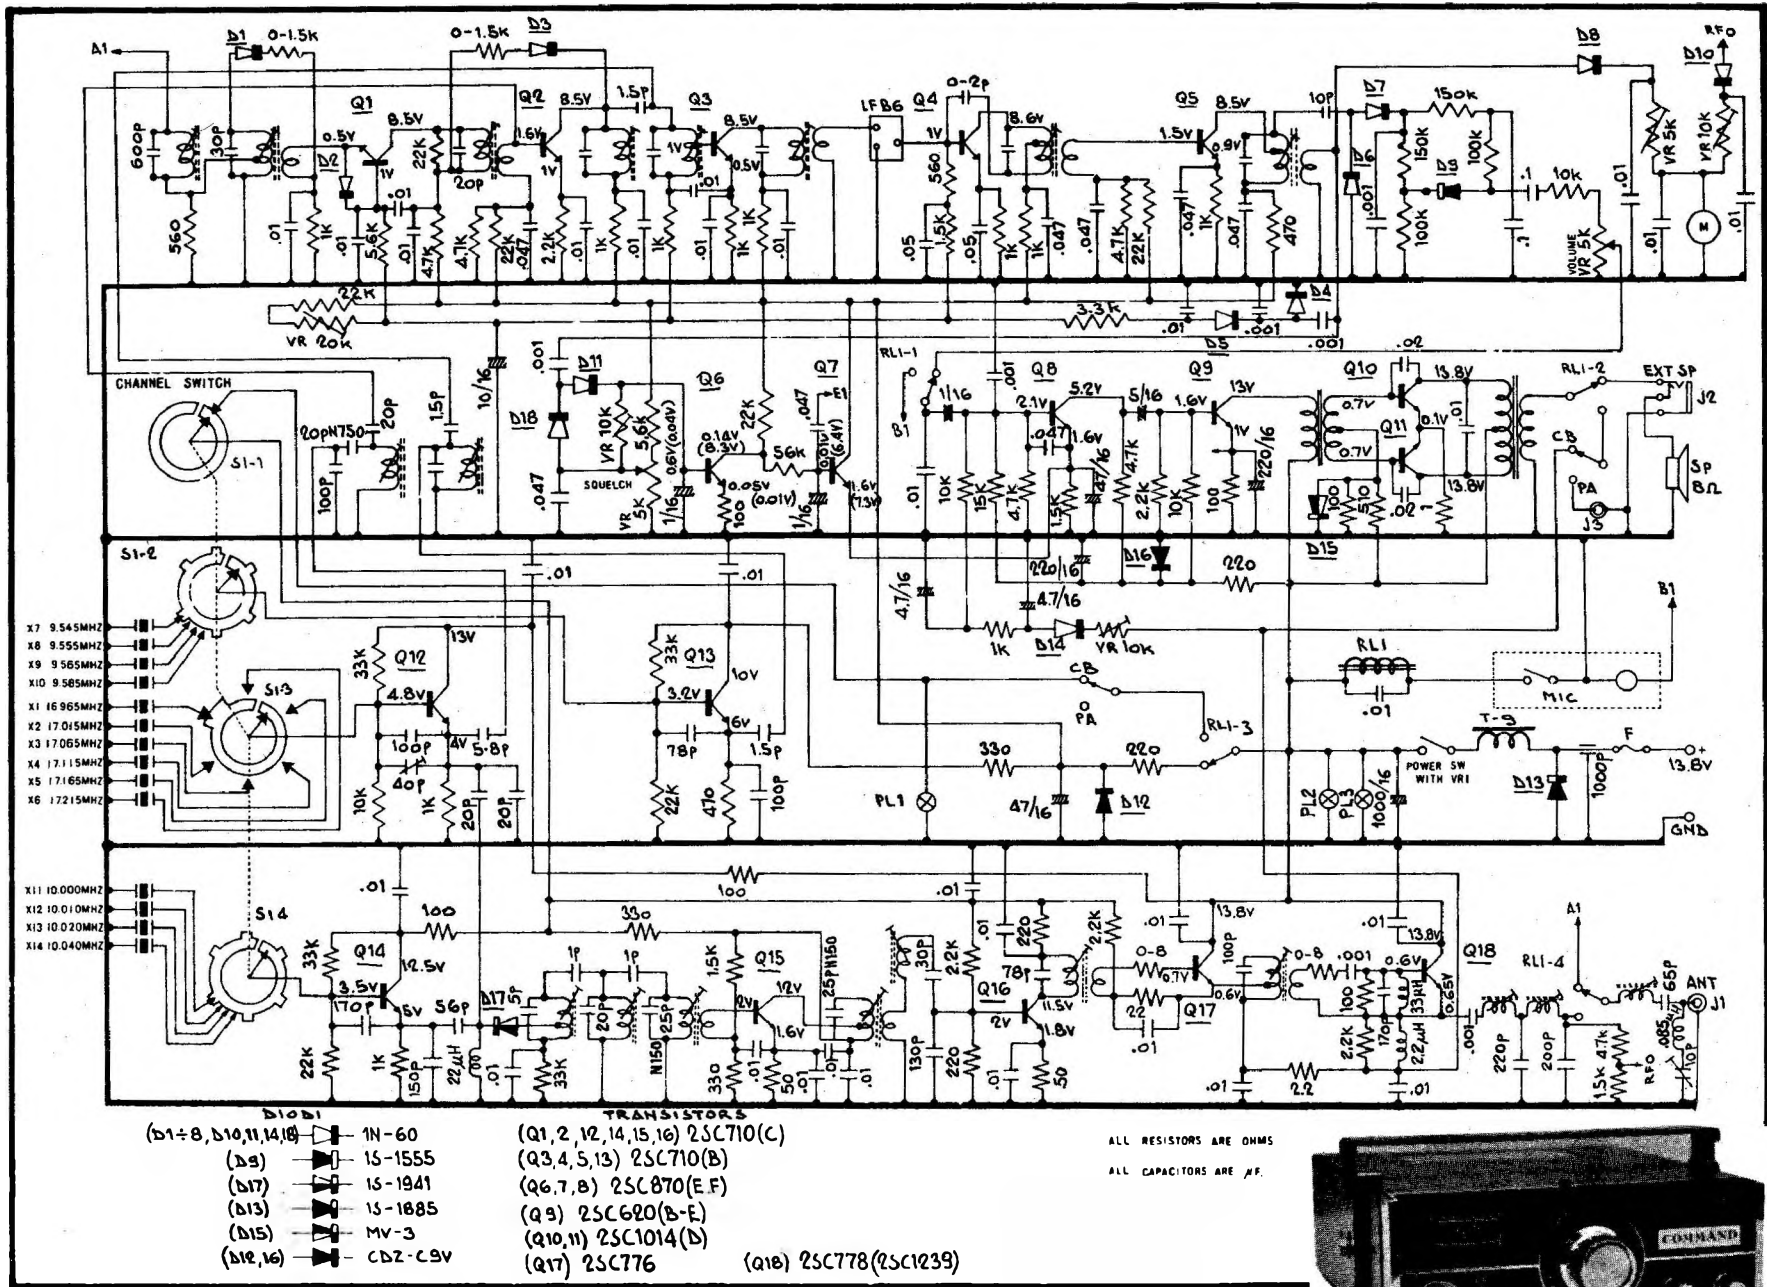 A1
D1 0-1.5K
0-1.5K D3
D8
RFO
D10
600P
30P
0.5V
Q1
8.5V
D2
1V
22K
20P
Q2
1.6V
8.5V
1V
1.5P
Q3
8.5V
1V
0.5V
LFB6
Q4
0-2P
1V
8.6V
Q5
8.5V
1.5V
0.9V
10P
D7
150K
150K
100K
D6
D9
VR 5K
VR 10K
560
.01
1K
.01
5.6K
.01
.01
4.7K
4.7K
22K
.047
2.2K
.01
1K
.01
1K
.01
.01
1K
1K
.01
560
.05
1.5K
.05
1K
1K
.047
.047
4.7K
22K
.047
1K
.047
470
.001
100K
.1
.1
10K
VOLUME
VR 5K
.01
.01
M
.01
22K
VR 20K
3.3K
.01
D5
.001
D4
.001
CHANNEL SWITCH
S1-1
20PN750
20P
1.5P
10/16
100P
.001
D11
D18
VR 10K
.047
SQUELCH
5.6K
VR
5K
Q6
0.6V(0.04V)
0.14V
(8.3V)
0.05V
(0.01V)
1/16
100
22K
56K
.047
Q7
E1
0.01V
(6.4V)
1.6V
(7.3V)
1/16
RL1-1
B1
1/16
.001
Q8
5.2V
2.1V
.047
1.6V
5/16
Q9
13V
1.6V
1V
220/16
Q10
.02
13.8V
0.7V
0.1V
.01
Q11
0.7V
13.8V
.02
RL1-2
EXT SP
J2
CB
PA
J3
SP
8Ω
.01
10K
15K
4.7K
1.5K
47/16
4.7K
2.2K
10K
100
100
510
1
D15
S1-2
.01
.01
4.7/16
220/16
4.7/16
D16
220
1K
D14
VR 10K
B1
X7 9.545MHZ
X8 9.555MHZ
X9 9.565MHZ
X10 9.585MHZ
X1 16.965MHZ
X2 17.015MHZ
X3 17.065MHZ
X4 17.115MHZ
X5 17.165MHZ
X6 17.215MHZ
S1-3
33K
Q12
13V
4.8V
4V
100P
40P
5-8P
10K
1K
20P
20P
33K
Q13
10V
3.2V
6V
78P
1.5P
22K
470
100P
CB
PA
RL1-3
RL1
.01
MIC
330
220
PL1
47/16
D12
PL2
PL3
1000/16
POWER SW
WITH VR1
T-9
D13
1000P
F
+
13.8V
GND
X11 10.000MHZ
X12 10.010MHZ
X13 10.020MHZ
X14 10.040MHZ
S1.4
.01
100
100
330
33K
Q14
12.5V
3.5V
5V
170P
56P
D17
5P
1P
1P
20P
25P
N150
1.5K
Q15
12V
2V
1.6V
25PN150
30P
130P
22K
1K
150P
22µH
.01
33K
330
.01
50
.01
.01
.01
.01
.01
220
2.2K
78P
Q16
11.5V
2V
1.8V
220
.01
50
2.2K
0-8
0.7V
22
.01
.01
13.8V
0.6V
Q17
100P
0-8
.001
0.6V
.01
13.8V
Q18
0.65V
100
170P
33µH
2.2K
2.2µH
2.2
.01
.01
.001
220P
200P
A1
RL1-4
65P
ANT
J1
.085µH
10P
1.5K 4.7K
RFO
DIODI
TRANSISTORS
(D1÷8,D10,11,14,18) 1N-60
(D9) 1S-1555
(D17) 1S-1941
(D13) 1S-1885
(D15) MV-3
(D12,16) CDZ-C9V
(Q1,2,12,14,15,16) 2SC710(C)
(Q3,4,5,13) 2SC710(B)
(Q6,7,8) 2SC870(E.F)
(Q9) 2SC620(B-E)
(Q10,11) 2SC1014(D)
(Q17) 2SC776
(Q18) 2SC778(2SC1239)
ALL RESISTORS ARE OHMS
ALL CAPACITORS ARE µF.
COMMAND